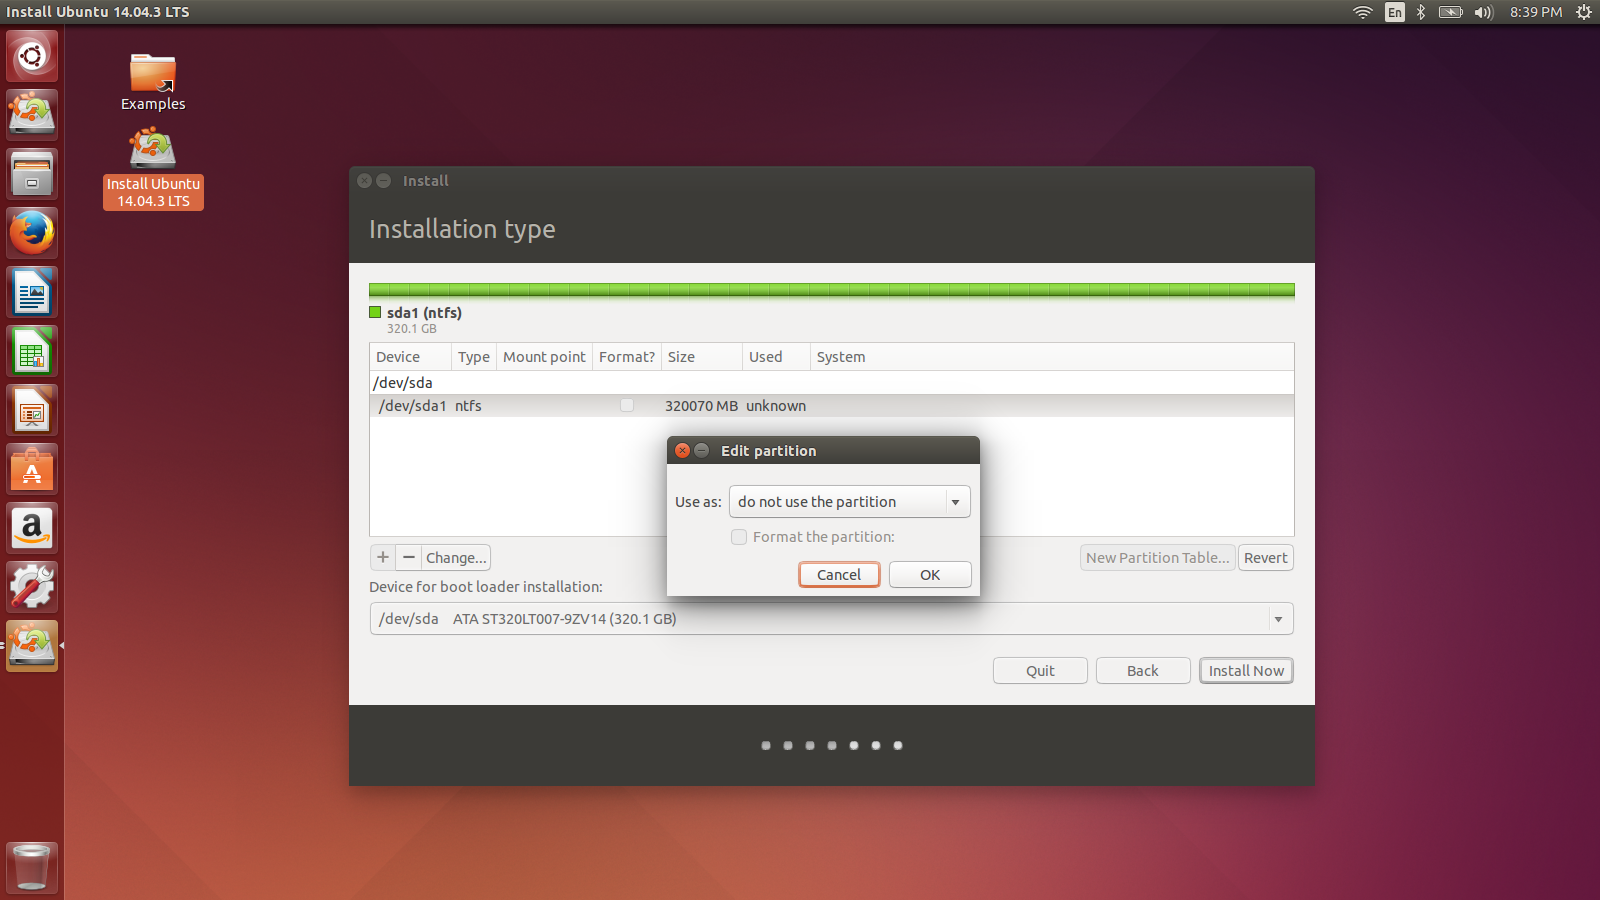 Install Ubuntu 14.04.3 LTS
En
8:39 PM
Examples
Install Ubuntu
14.04.3 LTS
Install
Installation type
sda1 (ntfs)
320.1 GB
Device Type Mount point Format? Size Used System
/dev/sda
/dev/sda1 ntfs 320070 MB unknown
Edit partition
Use as: do not use the partition
Format the partition:
Cancel OK
+ − Change... New Partition Table... Revert
Device for boot loader installation:
/dev/sda ATA ST320LT007-9ZV14 (320.1 GB)
Quit Back Install Now